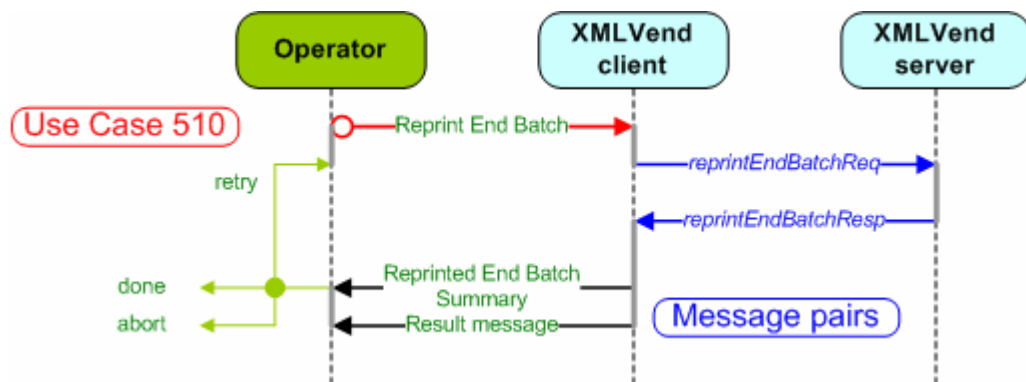 Operator
XMLVend
client
XMLVend
server
Use Case 510
Reprint End Batch
reprintEndBatchReq
retry
reprintEndBatchResp
Reprinted End Batch
Summary
done
Result message
abort
Message pairs